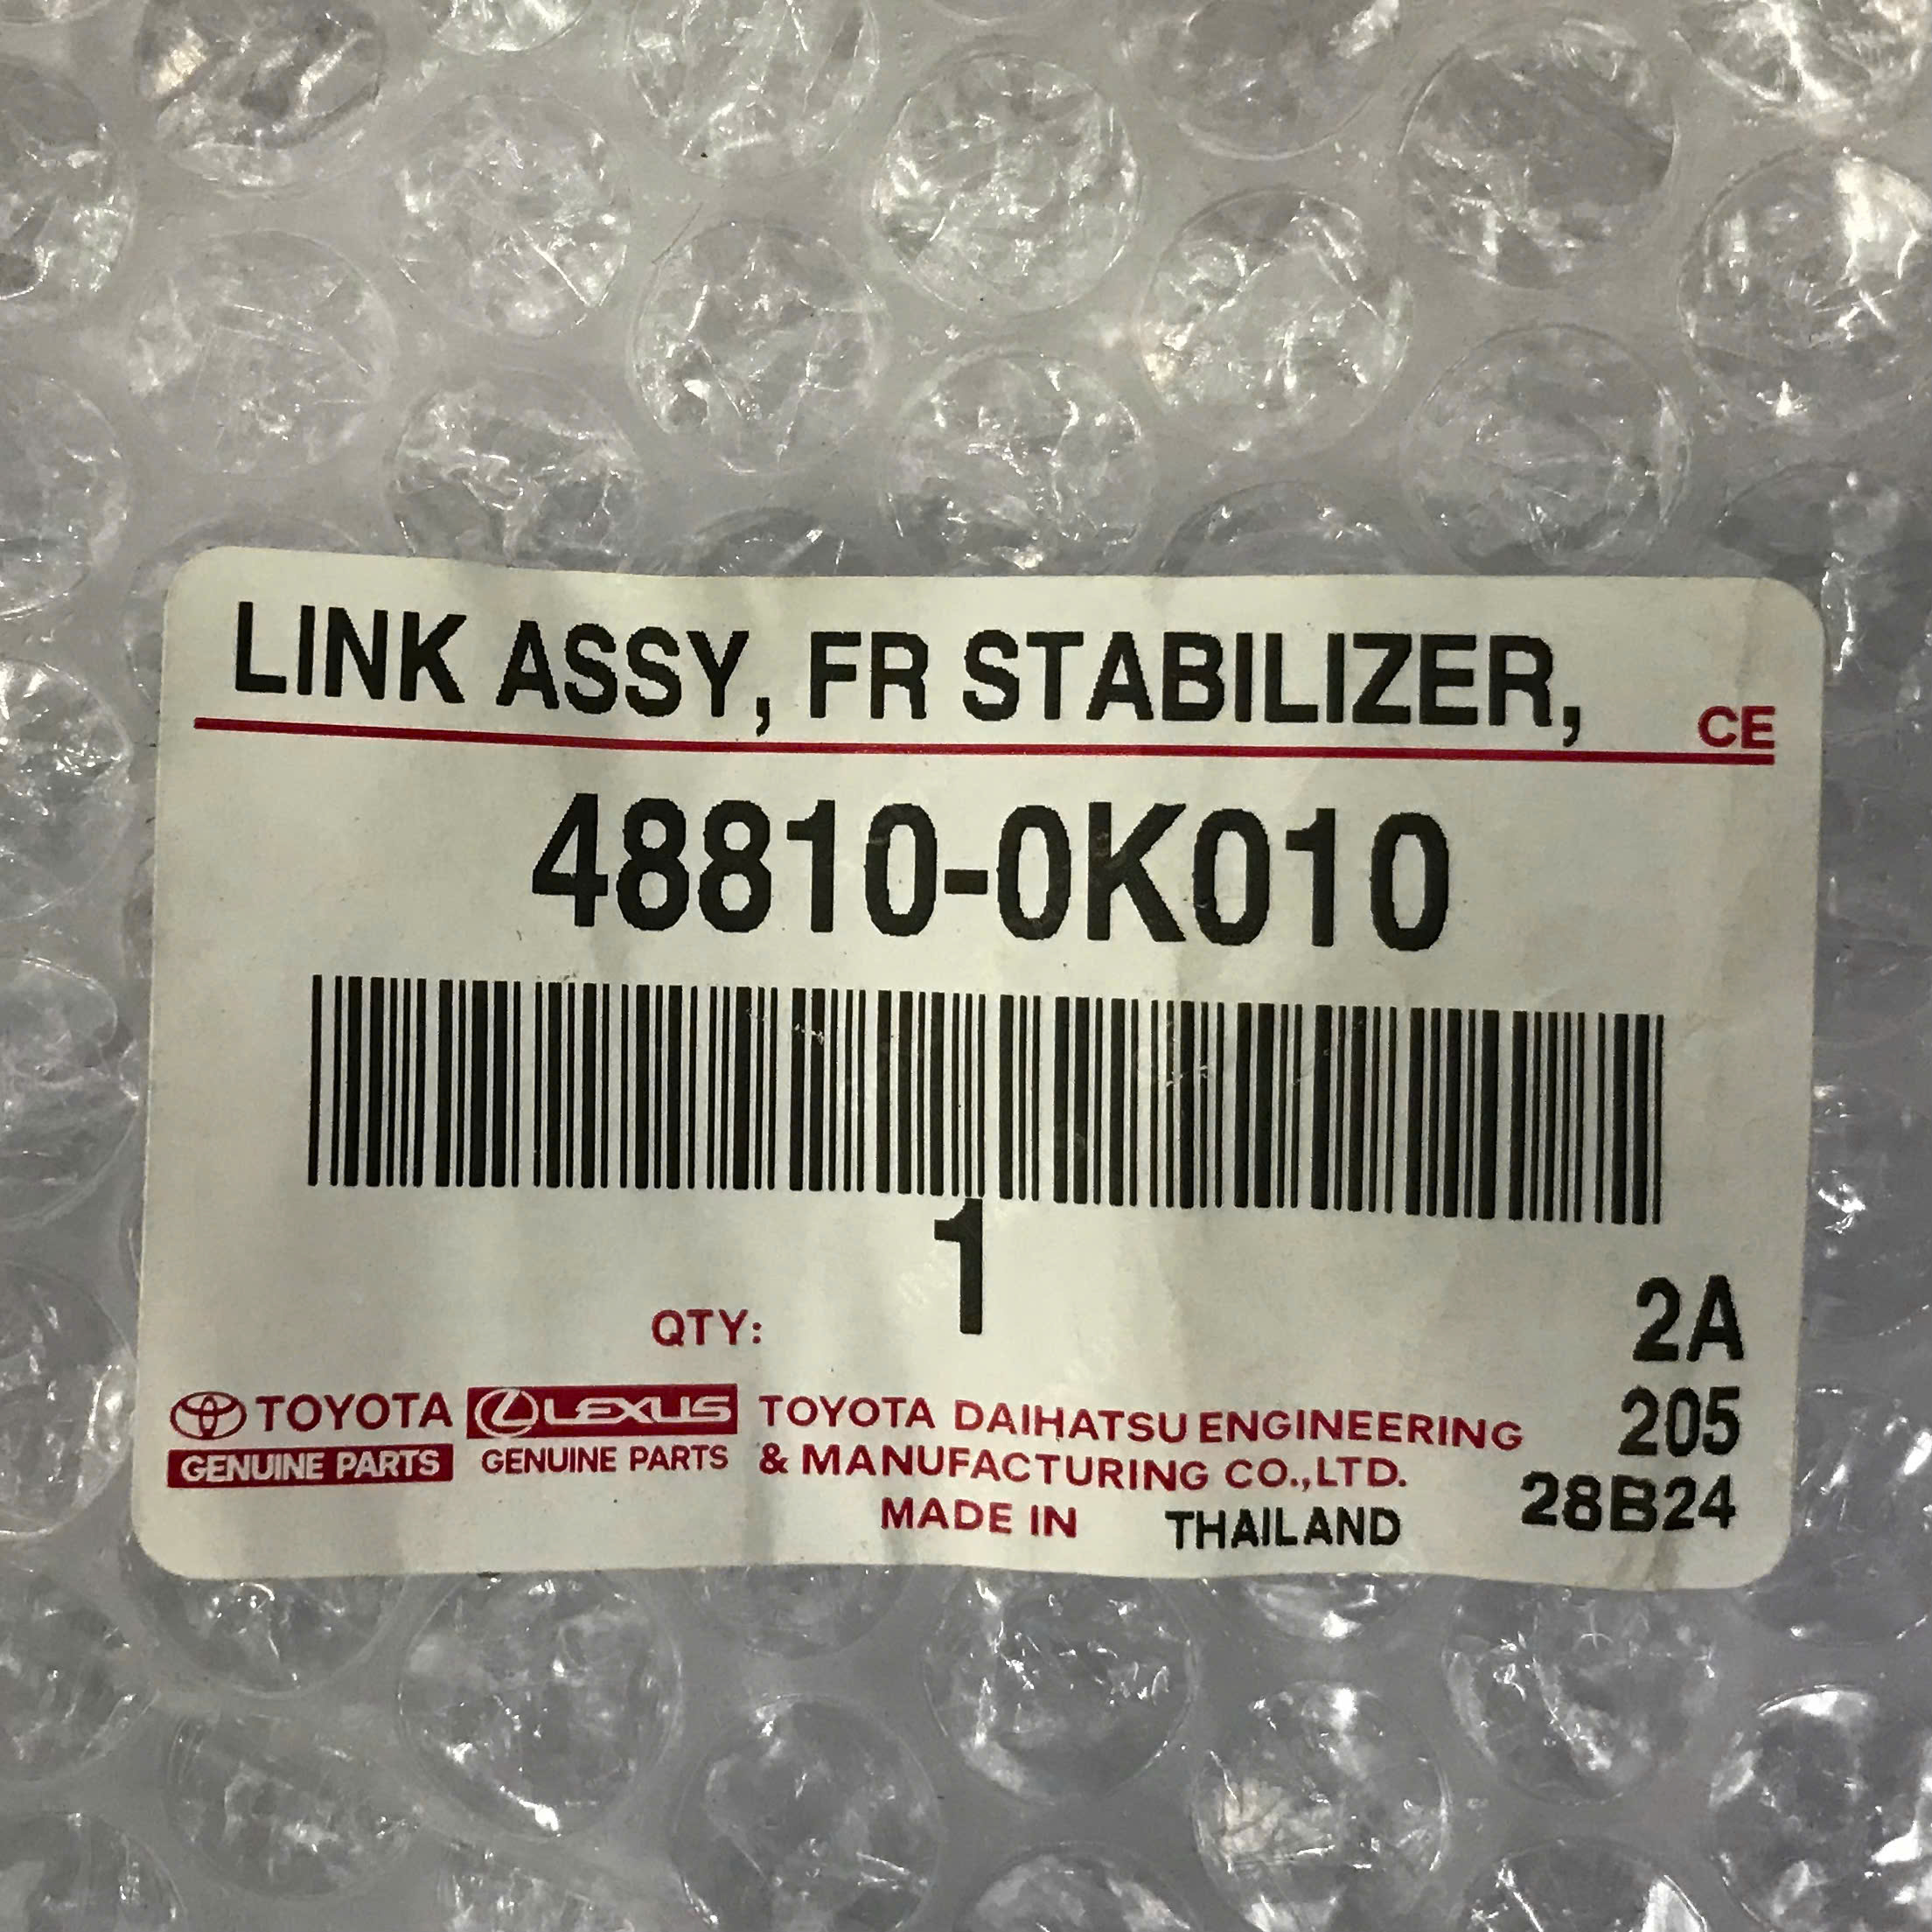 LINK ASSY, FR STABILIZER,
CE
48810-0K010
1
QTY:
2A
TOYOTA LEXUS TOYOTA DAIHATSU ENGINEERING 205
GENUINE PARTS GENUINE PARTS & MANUFACTURING CO.,LTD.
MADE IN THAILAND 28B24